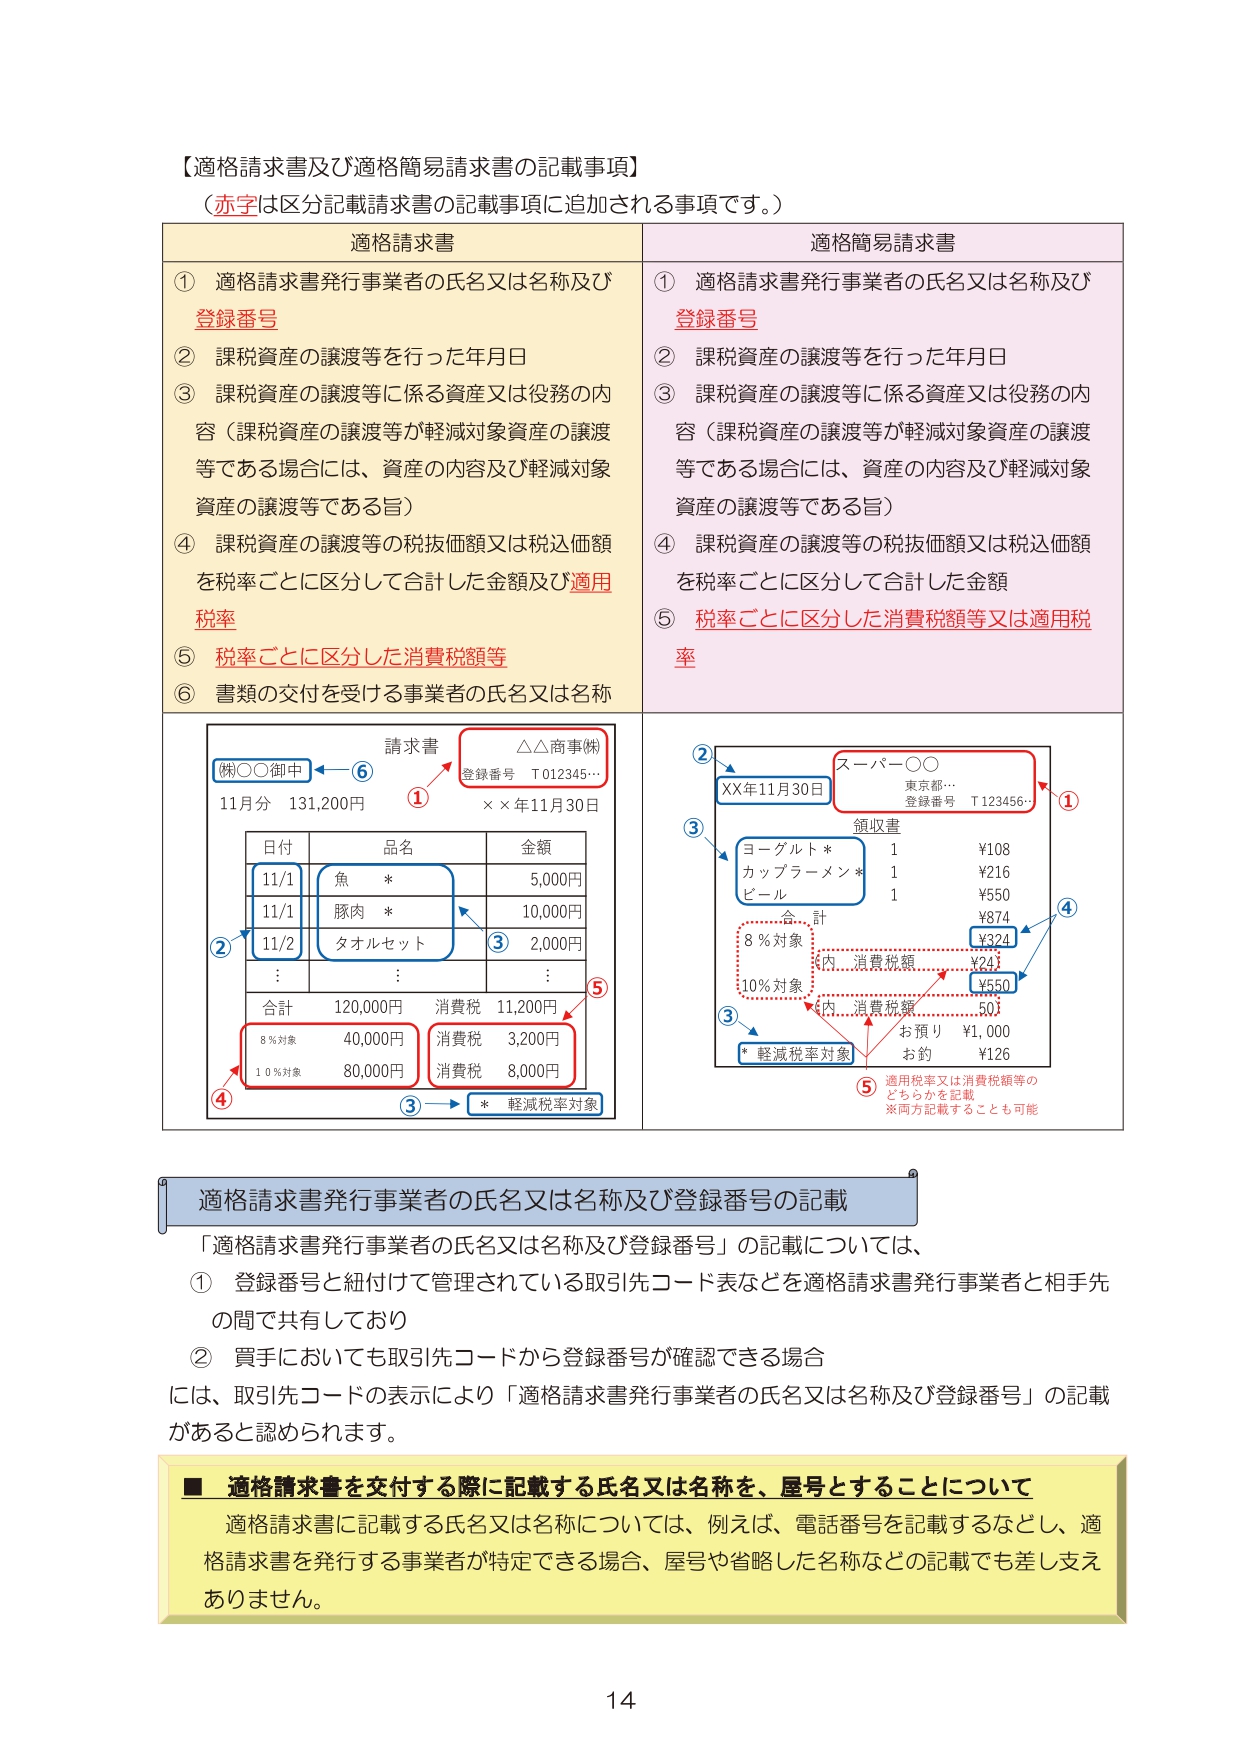 【適格請求書及び適格簡易請求書の記載事項】
（赤字は区分記載請求書の記載事項に追加される事項です。）
適格請求書
① 適格請求書発行事業者の氏名又は名称及び
登録番号
② 課税資産の譲渡等を行った年月日
③ 課税資産の譲渡等に係る資産又は役務の内
容（課税資産の譲渡等が軽減対象資産の譲渡
等である場合には、資産の内容及び軽減対象
資産の譲渡等である旨）
④ 課税資産の譲渡等の税抜価額又は税込価額
を税率ごとに区分して合計した金額及び適用
税率
⑤ 税率ごとに区分した消費税額等
⑥ 書類の交付を受ける事業者の氏名又は名称
適格簡易請求書
① 適格請求書発行事業者の氏名又は名称及び
登録番号
② 課税資産の譲渡等を行った年月日
③ 課税資産の譲渡等に係る資産又は役務の内
容（課税資産の譲渡等が軽減対象資産の譲渡
等である場合には、資産の内容及び軽減対象
資産の譲渡等である旨）
④ 課税資産の譲渡等の税抜価額又は税込価額
を税率ごとに区分して合計した金額
⑤ 税率ごとに区分した消費税額等又は適用税
率
請求書 △△商事㈱
㈱〇〇御中 ⑥ 登録番号 T012345…
11月分 131,200円 ① ××年11月30日
日付 品名 金額
11/1 魚 * 5,000円
11/1 豚肉 * 10,000円
② 11/2 タオルセット ③ 2,000円
⋮ ⋮ ⋮ ⑤
合計 120,000円 消費税 11,200円
8％対象 40,000円 消費税 3,200円
10％対象 80,000円 消費税 8,000円
④ ③ * 軽減税率対象
② スーパー〇〇
XX年11月30日 東京都…
登録番号 T123456… ①
③ 領収書
ヨーグルト* 1 ¥108
カップラーメン* 1 ¥216
ビール 1 ¥550
合 計 ¥874 ④
8％対象 ¥324
(内 消費税額 ¥24)
10％対象 ¥550
(内 消費税額 50)
③ お預り ¥1,000
* 軽減税率対象 お釣 ¥126
⑤ 適用税率又は消費税額等の
どちらかを記載
※両方記載することも可能
適格請求書発行事業者の氏名又は名称及び登録番号の記載
「適格請求書発行事業者の氏名又は名称及び登録番号」の記載については、
① 登録番号と紐付けて管理されている取引先コード表などを適格請求書発行事業者と相手先
の間で共有しており
② 買手においても取引先コードから登録番号が確認できる場合
には、取引先コードの表示により「適格請求書発行事業者の氏名又は名称及び登録番号」の記載
があると認められます。
■ 適格請求書を交付する際に記載する氏名又は名称を、屋号とすることについて
適格請求書に記載する氏名又は名称については、例えば、電話番号を記載するなどし、適
格請求書を発行する事業者が特定できる場合、屋号や省略した名称などの記載でも差し支え
ありません。
14